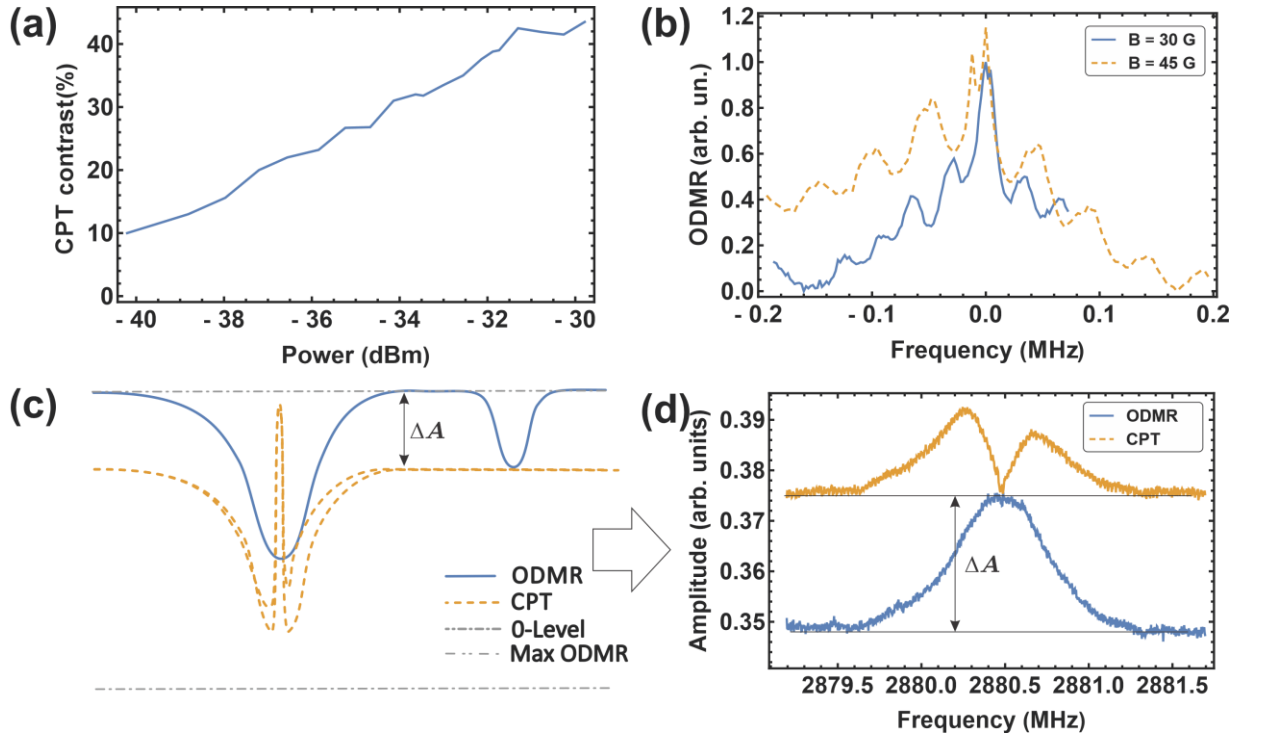 (a)
CPT contrast(%)
40
30
20
10
0
- 40
- 38
- 36
- 34
- 32
- 30
Power (dBm)
(b)
ODMR (arb. un.)
1.2
1.0
0.8
0.6
0.4
0.2
0.0
B = 30 G
B = 45 G
- 0.2
- 0.1
0.0
0.1
0.2
Frequency (MHz)
(c)
ΔA
ODMR
CPT
0-Level
Max ODMR
(d)
Amplitude (arb. units)
0.39
0.38
0.37
0.36
0.35
ODMR
CPT
ΔA
2879.5
2880.0
2880.5
2881.0
2881.5
Frequency (MHz)